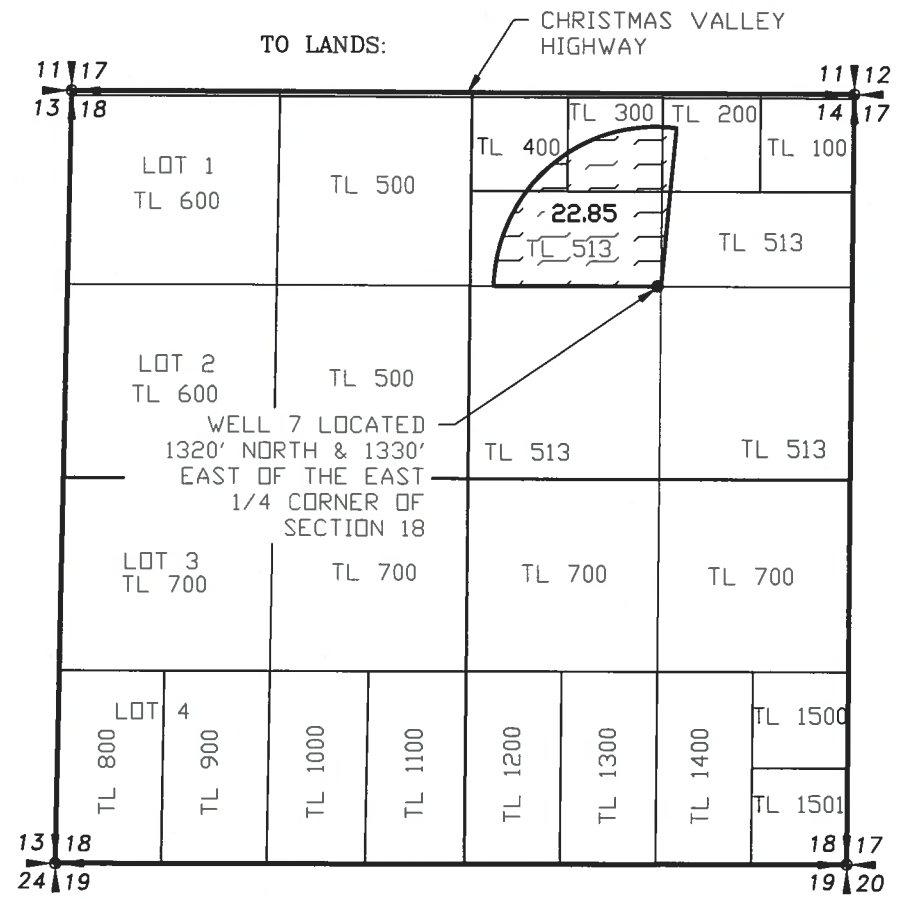 CHRISTMAS VALLEY
HIGHWAY
TO LANDS:
11 17
13 18
11 12
14 17
LOT 1
TL 600
TL 500
TL 400
TL 300
TL 200
TL 100
22.85
TL 513
TL 513
LOT 2
TL 600
TL 500
WELL 7 LOCATED
1320' NORTH & 1330'
EAST OF THE EAST
1/4 CORNER OF
SECTION 18
TL 513
TL 513
LOT 3
TL 700
TL 700
TL 700
TL 700
LOT 4
TL 800
TL 900
TL 1000
TL 1100
TL 1200
TL 1300
TL 1400
TL 1500
TL 1501
13 18
24 19
18 17
19 20